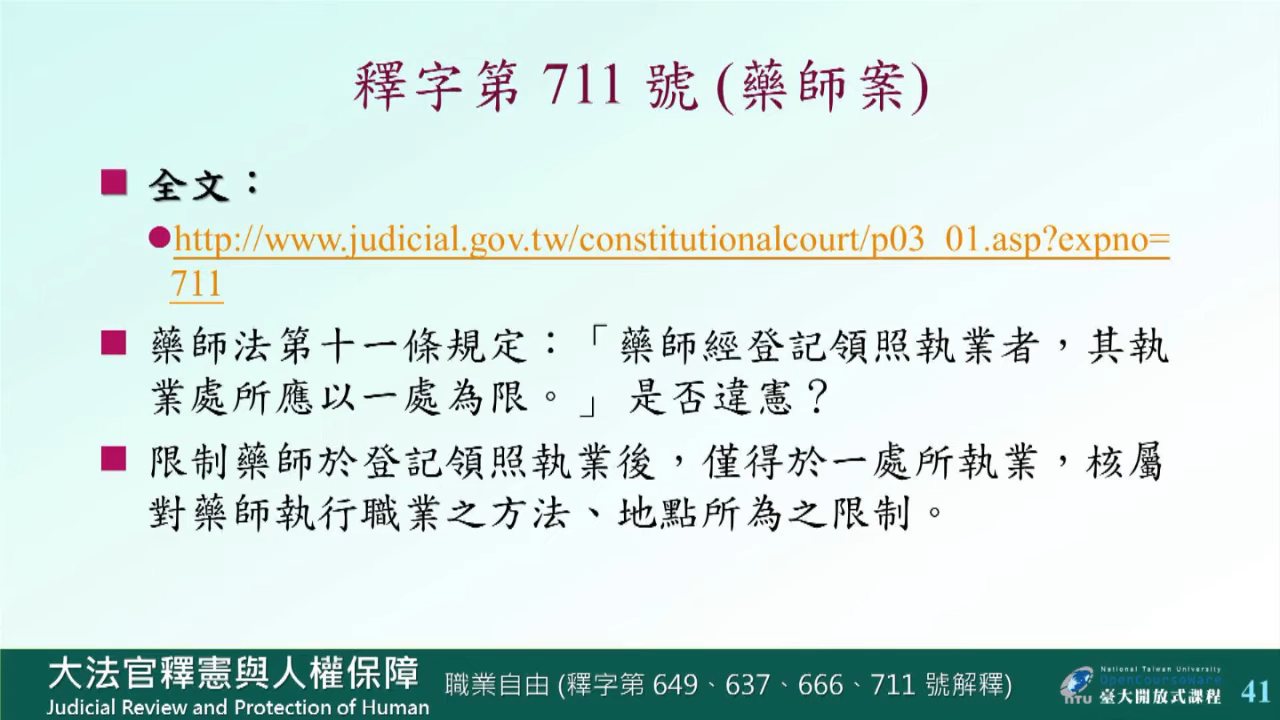 釋字第 711 號 (藥師案)
全文：
http://www.judicial.gov.tw/constitutionalcourt/p03_01.asp?expno=
711
藥師法第十一條規定：「藥師經登記領照執業者，其執
業處所應以一處為限。」是否違憲？
限制藥師於登記領照執業後，僅得於一處所執業，核屬
對藥師執行職業之方法、地點所為之限制。
大法官釋憲與人權保障
Judicial Review and Protection of Human
職業自由 (釋字第 649、637、666、711 號解釋)
National Taiwan University
OpenCourseWare
NTU 臺大開放式課程
41